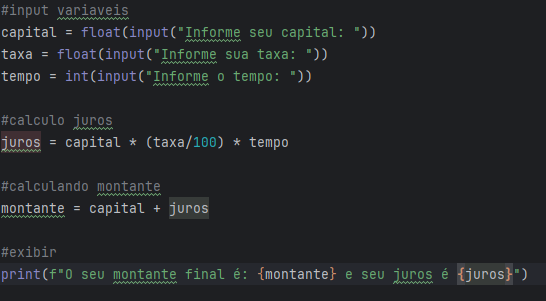 #input variaveis
capital = float(input("Informe seu capital: "))
taxa = float(input("Informe sua taxa: "))
tempo = int(input("Informe o tempo: "))
#calculo juros
juros = capital * (taxa/100) * tempo
#calculando montante
montante = capital + juros
#exibir
print(f"O seu montante final é: {montante} e seu juros é {juros}")